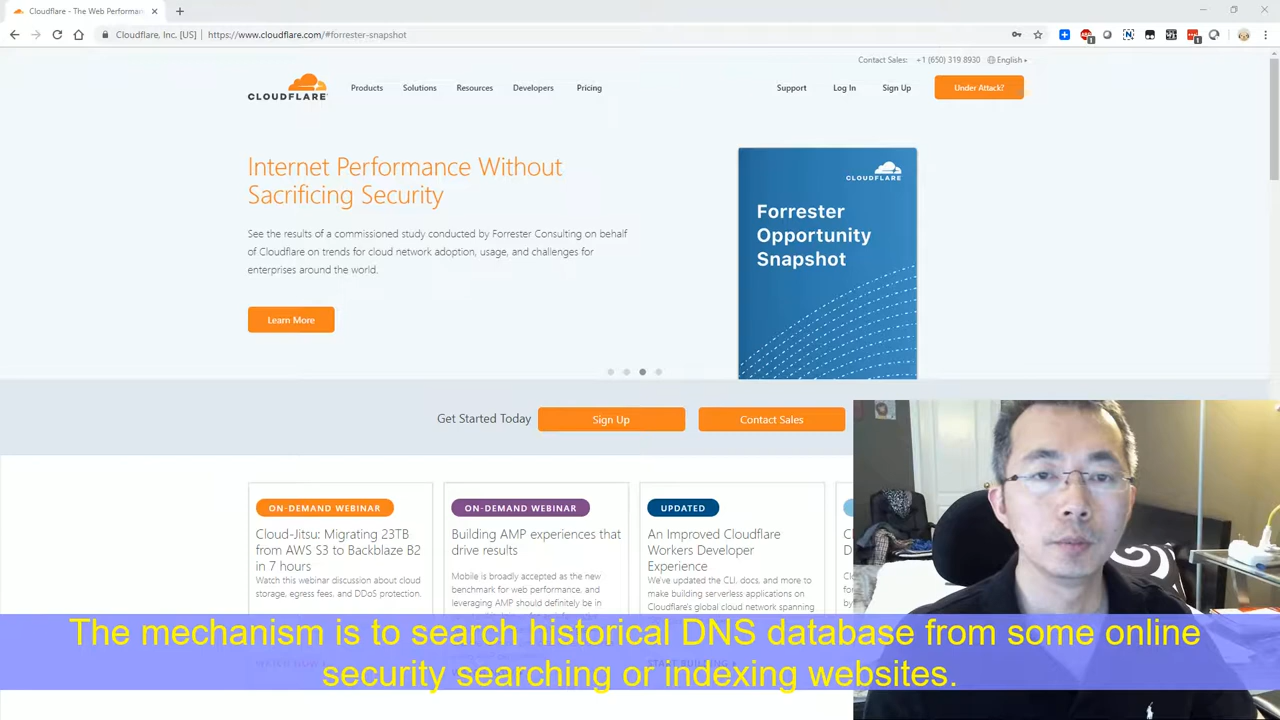 Cloudflare - The Web Performan
Cloudflare, Inc. [US] | https://www.cloudflare.com/#forrester-snapshot
Contact Sales: +1 (650) 319 8930 English
CLOUDFLARE
Products Solutions Resources Developers Pricing Support Log In Sign Up Under Attack?
Internet Performance Without
Sacrificing Security
See the results of a commissioned study conducted by Forrester Consulting on behalf
of Cloudflare on trends for cloud network adoption, usage, and challenges for
enterprises around the world.
Learn More
CLOUDFLARE
Forrester
Opportunity
Snapshot
Get Started Today Sign Up Contact Sales
ON-DEMAND WEBINAR
Cloud-Jitsu: Migrating 23TB
from AWS S3 to Backblaze B2
in 7 hours
Watch this webinar discussion about cloud
storage, egress fees, and DDoS protection.
ON-DEMAND WEBINAR
Building AMP experiences that
drive results
Mobile is broadly accepted as the new
benchmark for web performance, and
leveraging AMP should definitely be in
UPDATED
An Improved Cloudflare
Workers Developer
Experience
We've updated the CLI, docs, and more to
make building serverless applications on
Cloudflare's global cloud network spanning
The mechanism is to search historical DNS database from some online
security searching or indexing websites.